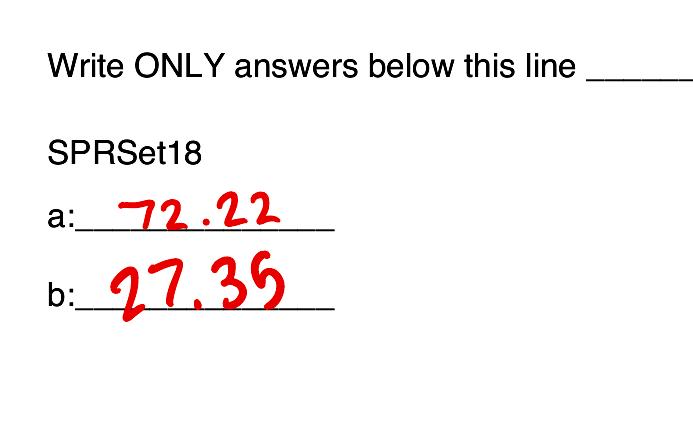 Write ONLY answers below this line ______
SPRSet18
a: 72.22
b: 27.35